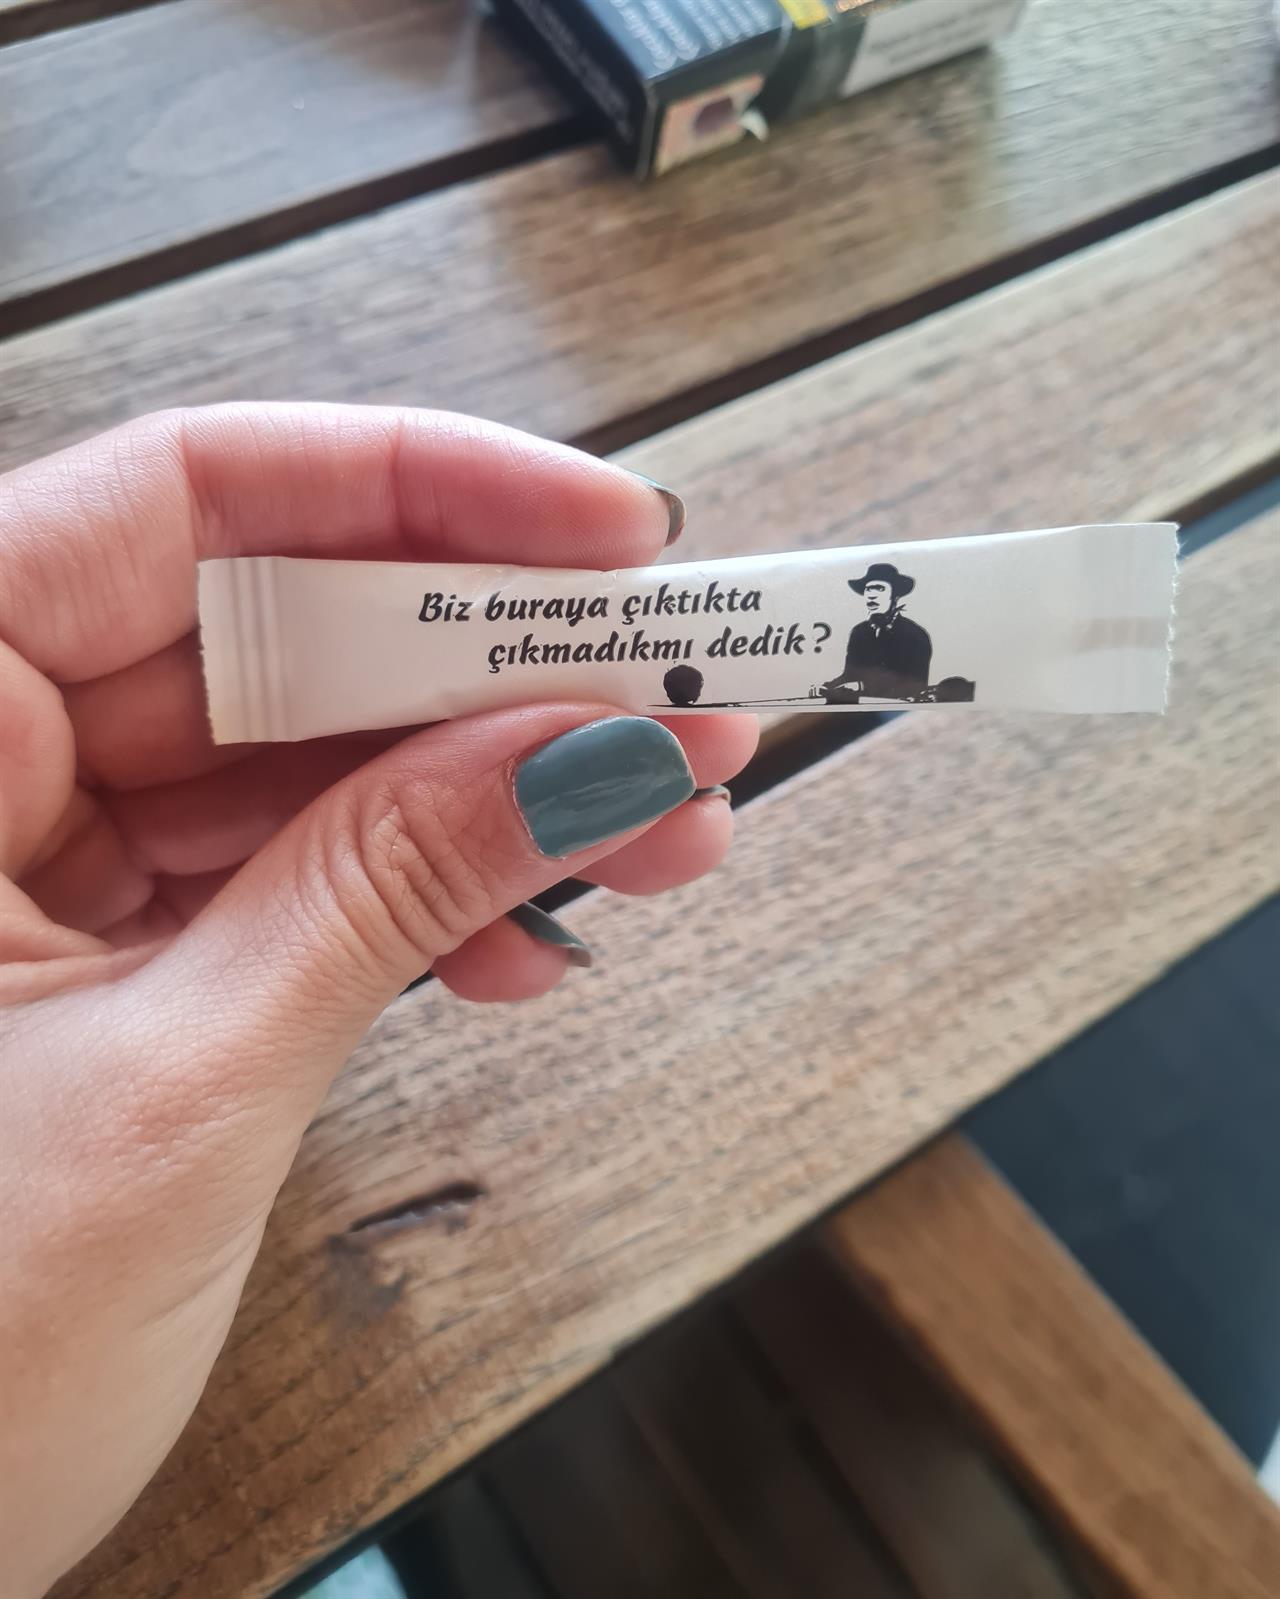 Biz buraya çıktıkta
çıkmadıkmı dedik?